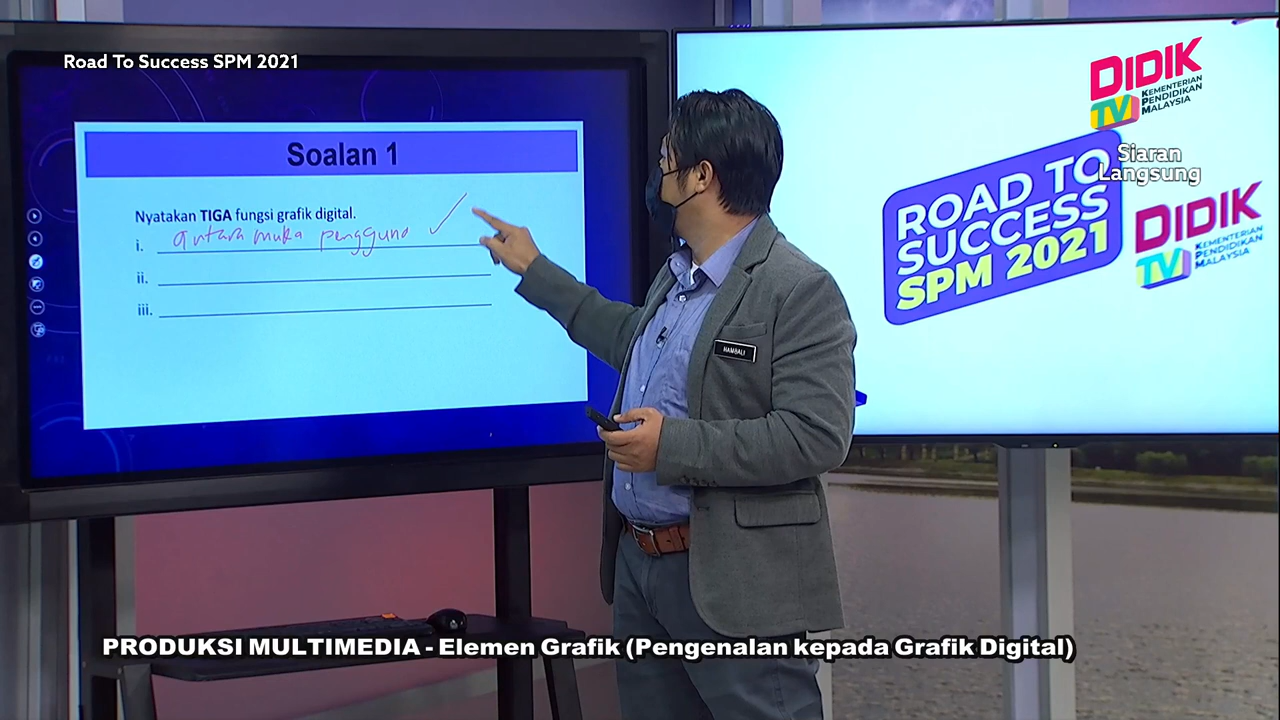 Road To Success SPM 2021
Soalan 1
Nyatakan TIGA fungsi grafik digital.
i. antara muka pengguna
ii.
iii.
DIDIK
TV
KEMENTERIAN
PENDIDIKAN
MALAYSIA
Siaran
Langsung
ROAD TO
SUCCESS
SPM 2021
DIDIK
TV
KEMENTERIAN
PENDIDIKAN
MALAYSIA
HAMBALI
PRODUKSI MULTIMEDIA - Elemen Grafik (Pengenalan kepada Grafik Digital)